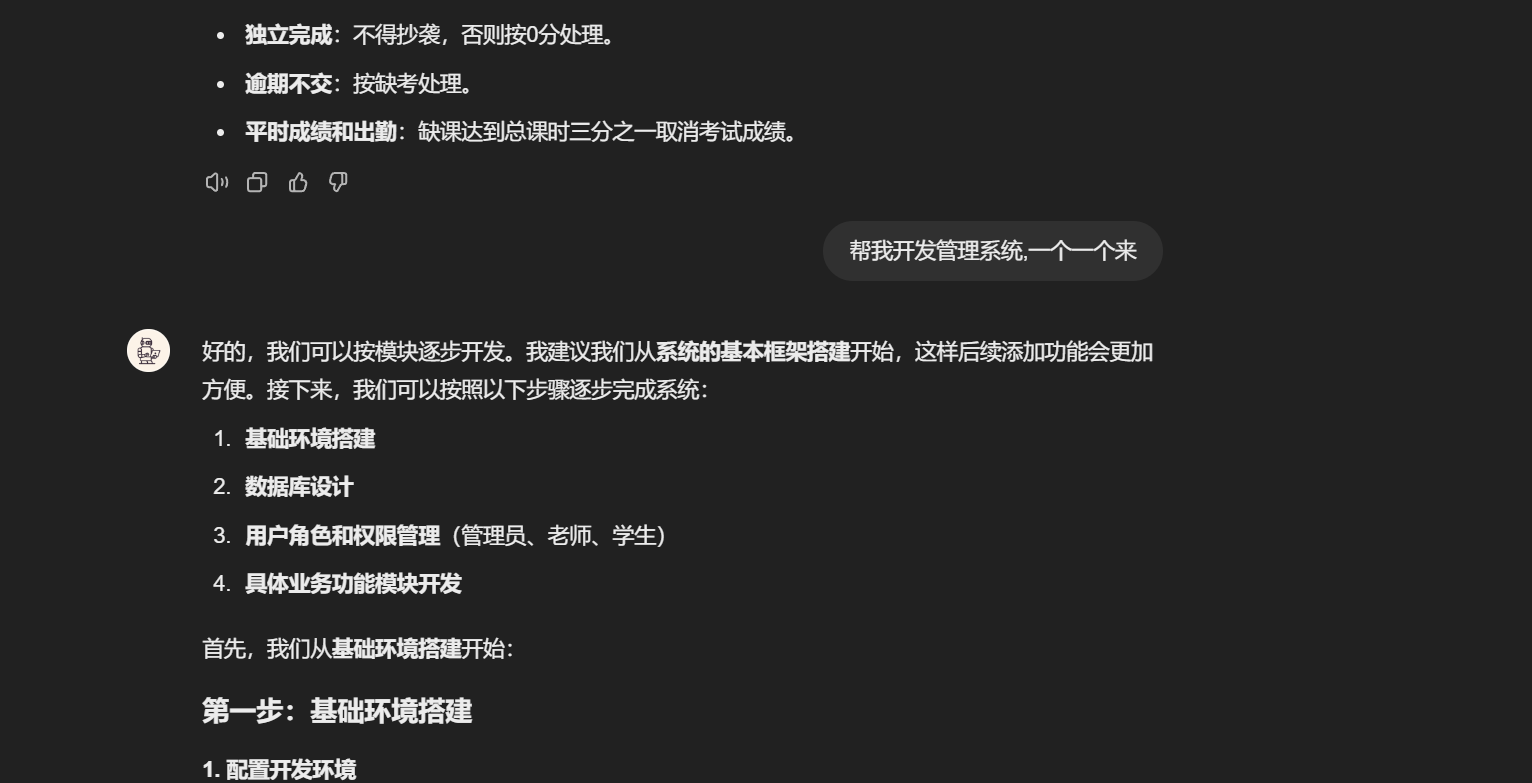 • 独立完成：不得抄袭，否则按0分处理。
• 逾期不交：按缺考处理。
• 平时成绩和出勤：缺课达到总课时三分之一取消考试成绩。
帮我开发管理系统,一个一个来
好的，我们可以按模块逐步开发。我建议我们从系统的基本框架搭建开始，这样后续添加功能会更加
方便。接下来，我们可以按照以下步骤逐步完成系统：
1. 基础环境搭建
2. 数据库设计
3. 用户角色和权限管理（管理员、老师、学生）
4. 具体业务功能模块开发
首先，我们从基础环境搭建开始：
第一步：基础环境搭建
1. 配置开发环境